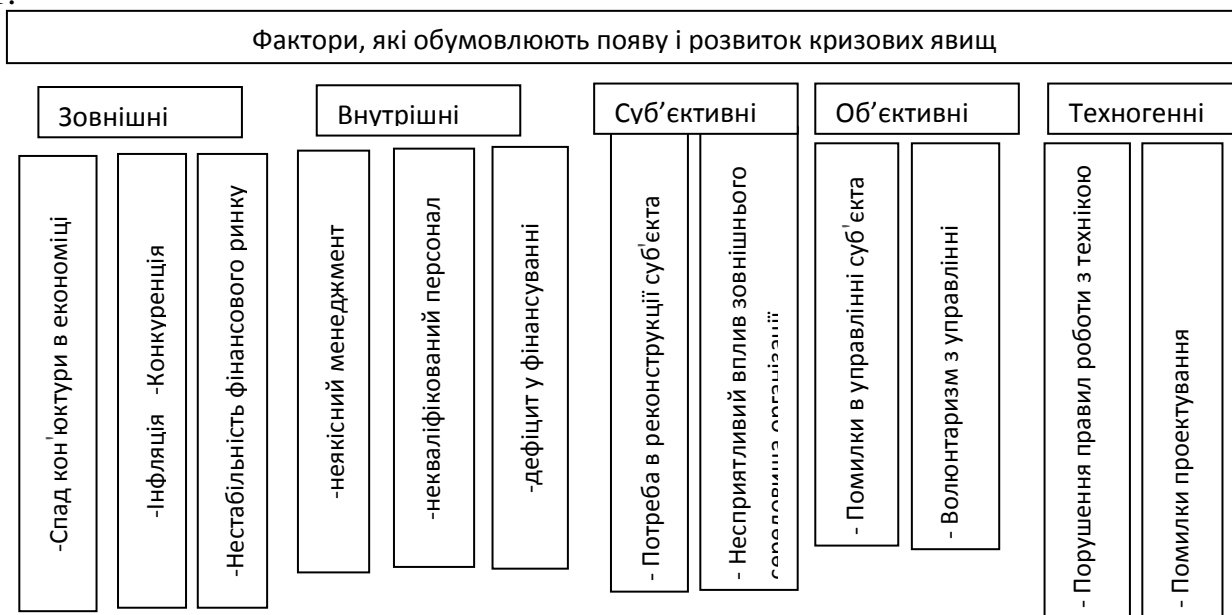 Фактори, які обумовлюють появу і розвиток кризових явищ
Зовнішні
Внутрішні
Суб’єктивні
Об’єктивні
Техногенні
-Спад кон'юктури в економіці
-Інфляція -Конкуренція
-Нестабільність фінансового ринку
-неякісний менеджмент
-некваліфікований персонал
-дефіцит у фінансуванні
- Потреба в реконструкції суб'єкта
- Несприятливий вплив зовнішнього
середовища організації
- Помилки в управлінні суб'єкта
- Волюнтаризм з управлінні
- Порушення правил роботи з технікою
- Помилки проектування